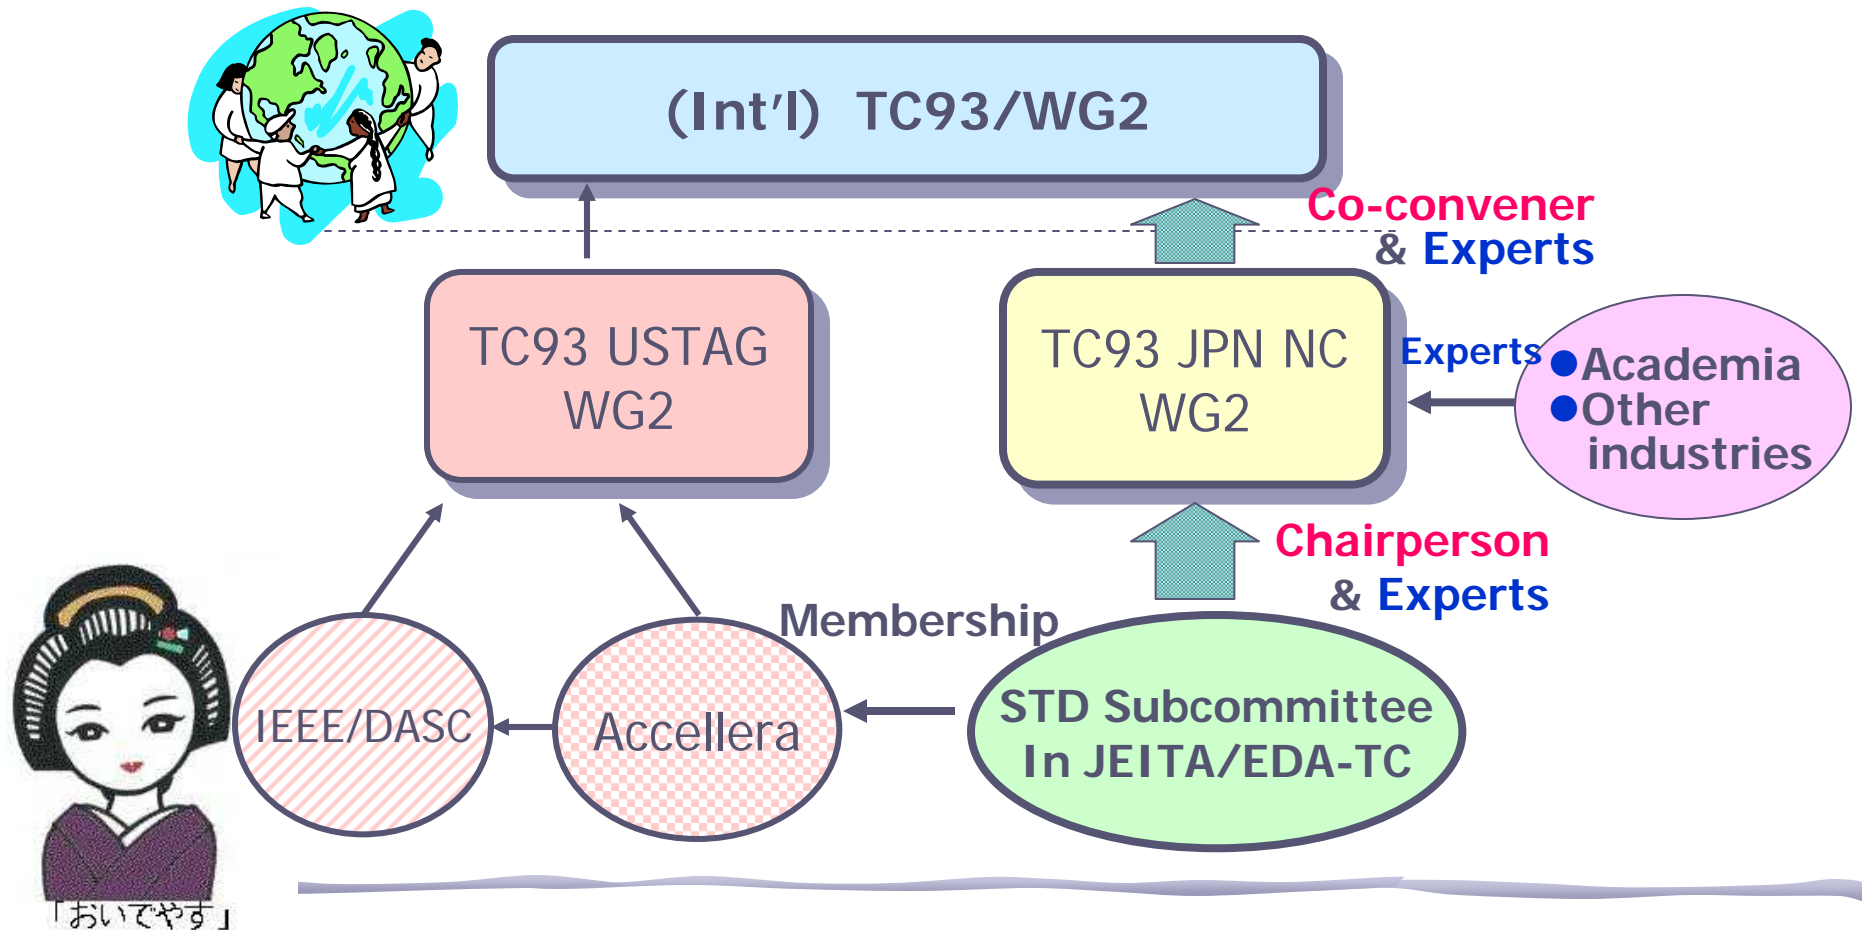 (Int'l) TC93/WG2
Co-convener
& Experts
TC93 USTAG
WG2
TC93 JPN NC
WG2
Experts
●Academia
●Other
industries
Chairperson
& Experts
Membership
IEEE/DASC
Accellera
STD Subcommittee
In JEITA/EDA-TC
「おいでやす」